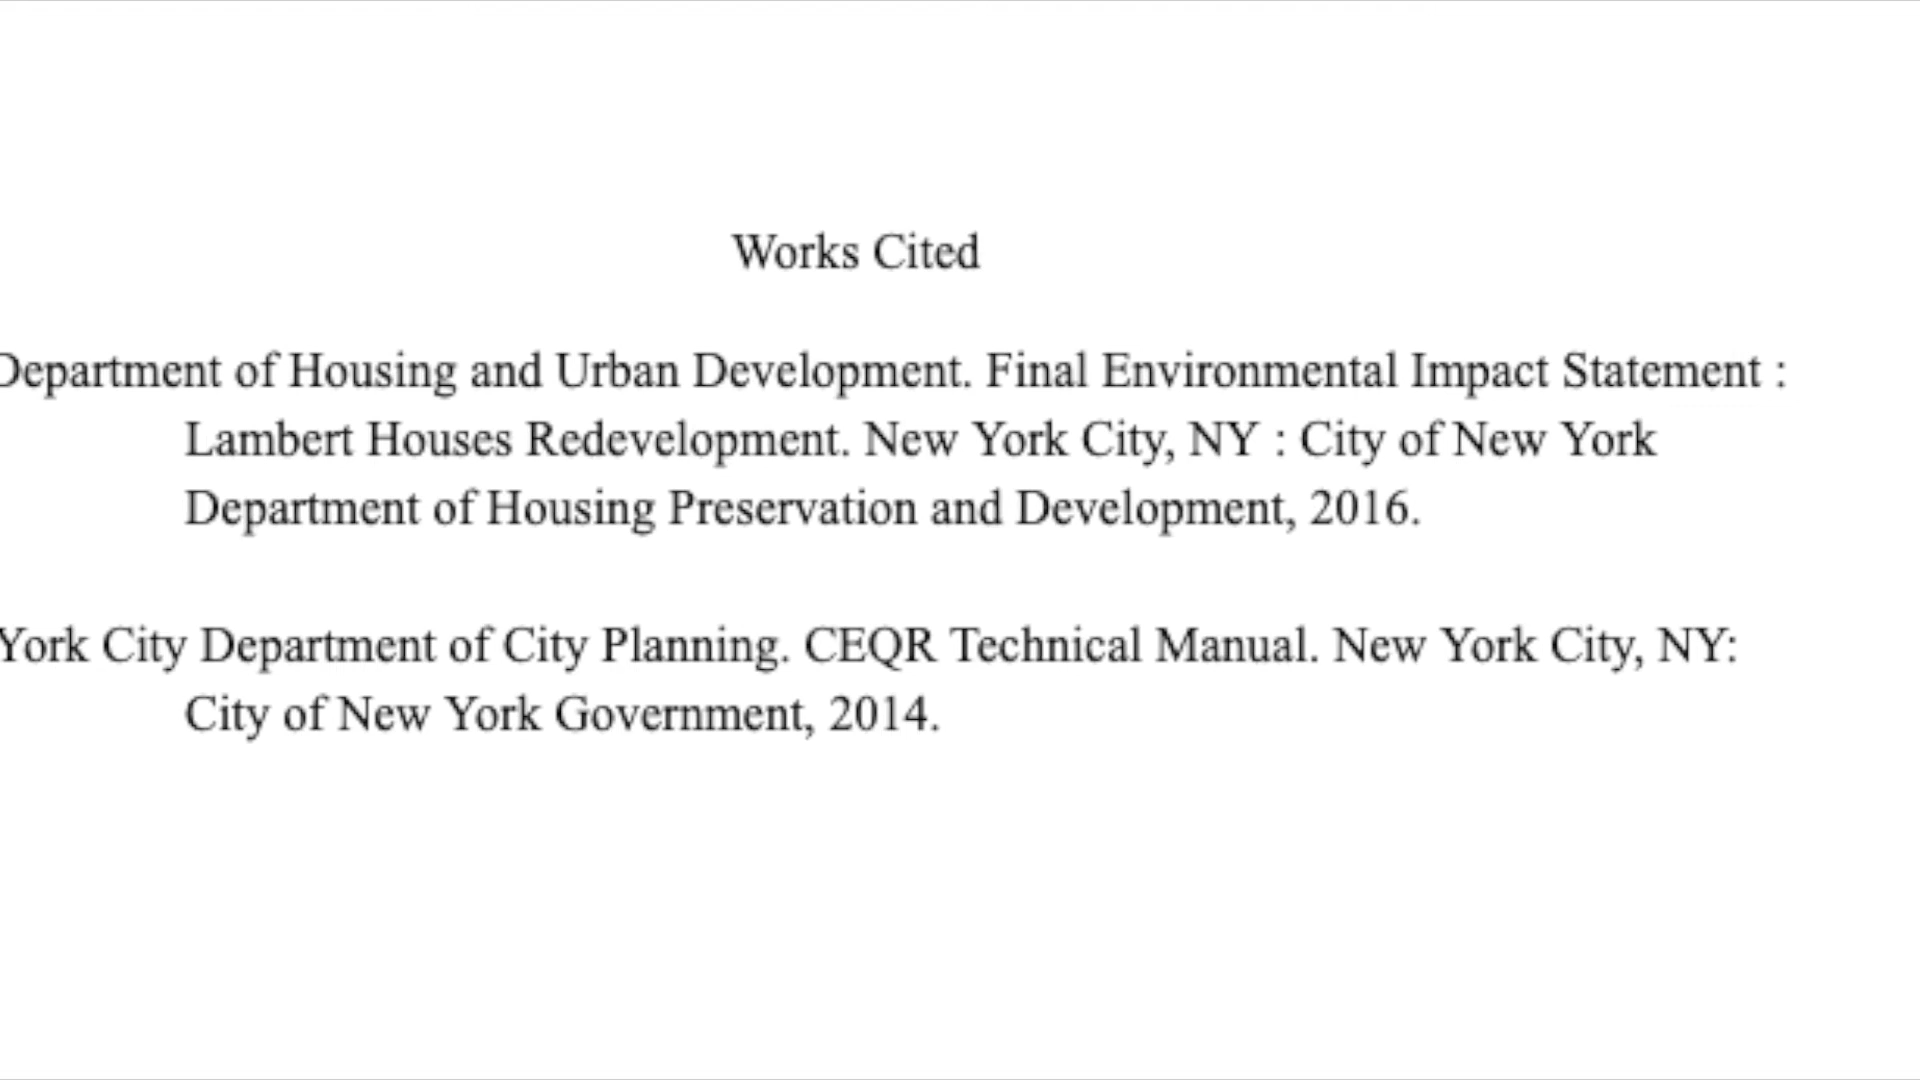 Works Cited
Department of Housing and Urban Development. Final Environmental Impact Statement :
Lambert Houses Redevelopment. New York City, NY : City of New York
Department of Housing Preservation and Development, 2016.
York City Department of City Planning. CEQR Technical Manual. New York City, NY:
City of New York Government, 2014.